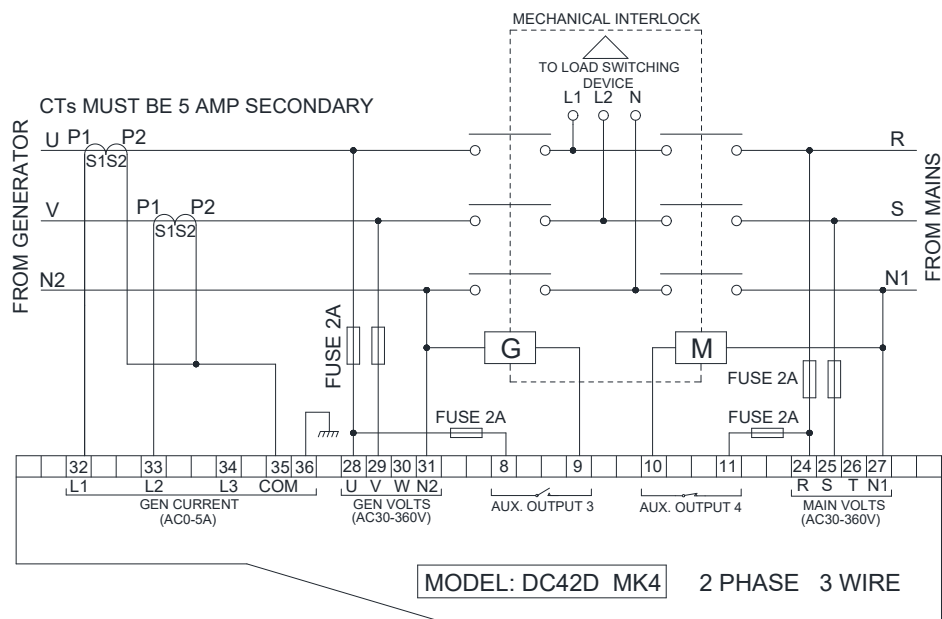 MECHANICAL INTERLOCK
TO LOAD SWITCHING
DEVICE
L1 L2 N
CTs MUST BE 5 AMP SECONDARY
FROM GENERATOR
U P1 P2
S1S2
R
V P1 P2
S1S2
S
N2
N1
FROM MAINS
FUSE 2A
G
M
FUSE 2A
FUSE 2A
FUSE 2A
32 33 34 35 36 28 29 30 31 8 9 10 11 24 25 26 27
L1 L2 L3 COM U V W N2 R S T N1
GEN CURRENT
(AC0-5A)
GEN VOLTS
(AC30-360V)
AUX. OUTPUT 3
AUX. OUTPUT 4
MAIN VOLTS
(AC30-360V)
MODEL: DC42D MK4
2 PHASE 3 WIRE